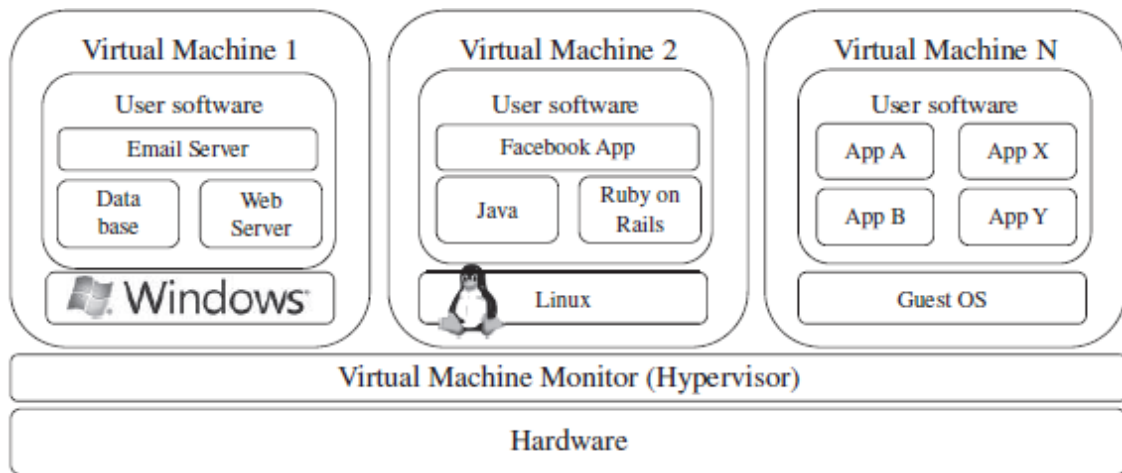 Virtual Machine 1
User software
Email Server
Data
base
Web
Server
Windows
Virtual Machine 2
User software
Facebook App
Java
Ruby on
Rails
Linux
Virtual Machine N
User software
App A
App X
App B
App Y
Guest OS
Virtual Machine Monitor (Hypervisor)
Hardware